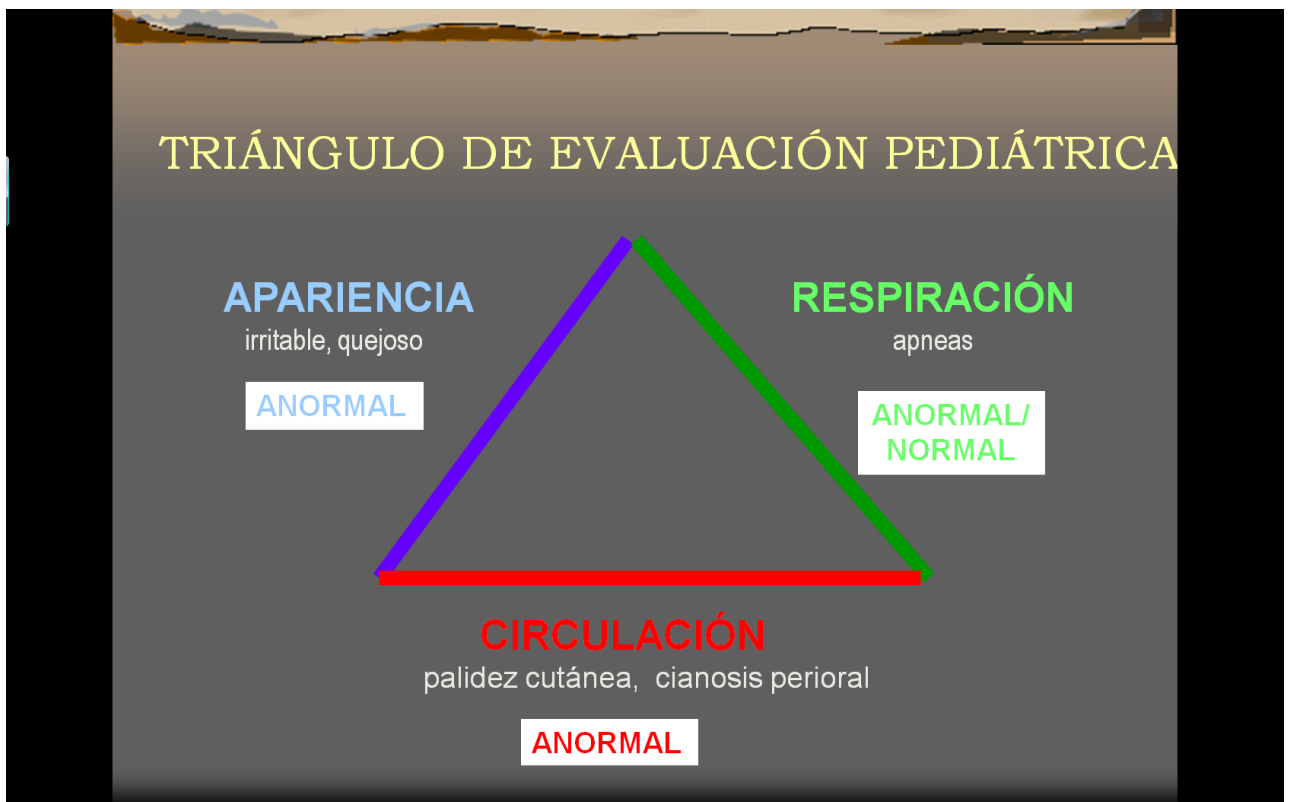 TRIÁNGULO DE EVALUACIÓN PEDIÁTRICA
APARIENCIA
irritable, quejoso
ANORMAL
RESPIRACIÓN
apneas
ANORMAL/
NORMAL
CIRCULACIÓN
palidez cutánea, cianosis perioral
ANORMAL